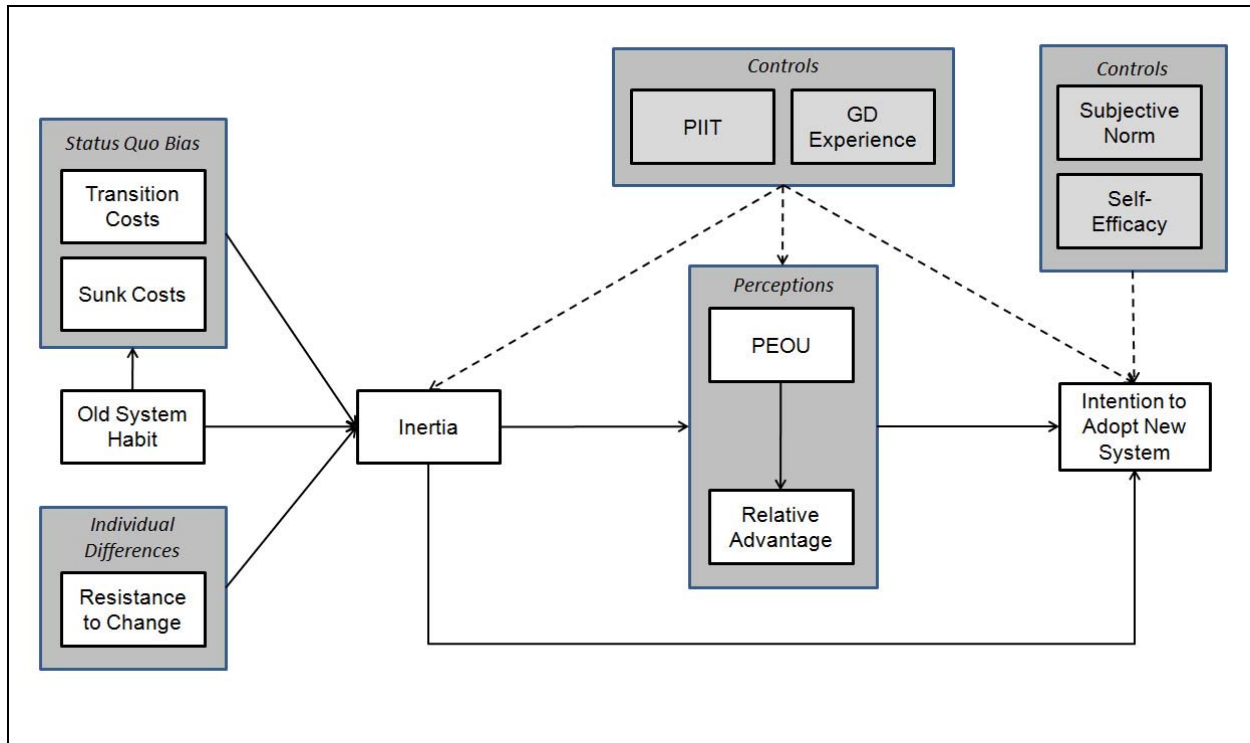 Controls
PIIT
GD
Experience
Controls
Subjective
Norm
Self-
Efficacy
Status Quo Bias
Transition
Costs
Sunk Costs
Old System
Habit
Individual
Differences
Resistance
to Change
Inertia
Perceptions
PEOU
Relative
Advantage
Intention to
Adopt New
System